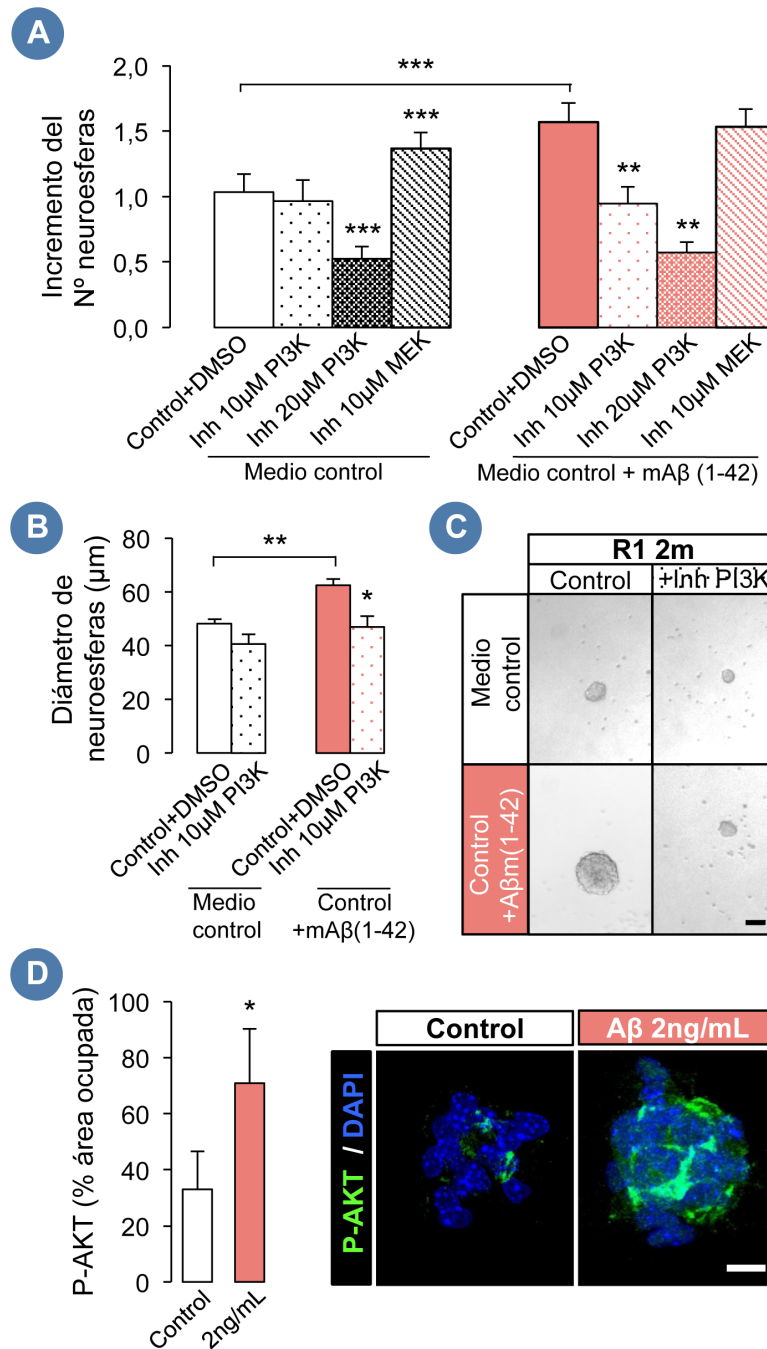 A
***
2,0
1,5
1,0
0,5
0,0
Incremento del
Nº neuroesferas
***
***
**
**
Control+DMSO
Inh 10µM PI3K
Inh 20µM PI3K
Inh 10µM MEK
Control+DMSO
Inh 10µM PI3K
Inh 20µM PI3K
Inh 10µM MEK
Medio control
Medio control + mAβ (1-42)
B
80
60
40
20
0
Diámetro de
neuroesferas (µm)
**
*
Control+DMSO
Inh 10µM PI3K
Control+DMSO
Inh 10µM PI3K
Medio
control
Control
+mAβ(1-42)
C
R1 2m
Control
+Inh PI3K
Medio
control
Control
+Aβm(1-42)
D
100
80
60
40
20
0
P-AKT (% área ocupada)
*
Control
2ng/mL
Control
Aβ 2ng/mL
P-AKT / DAPI